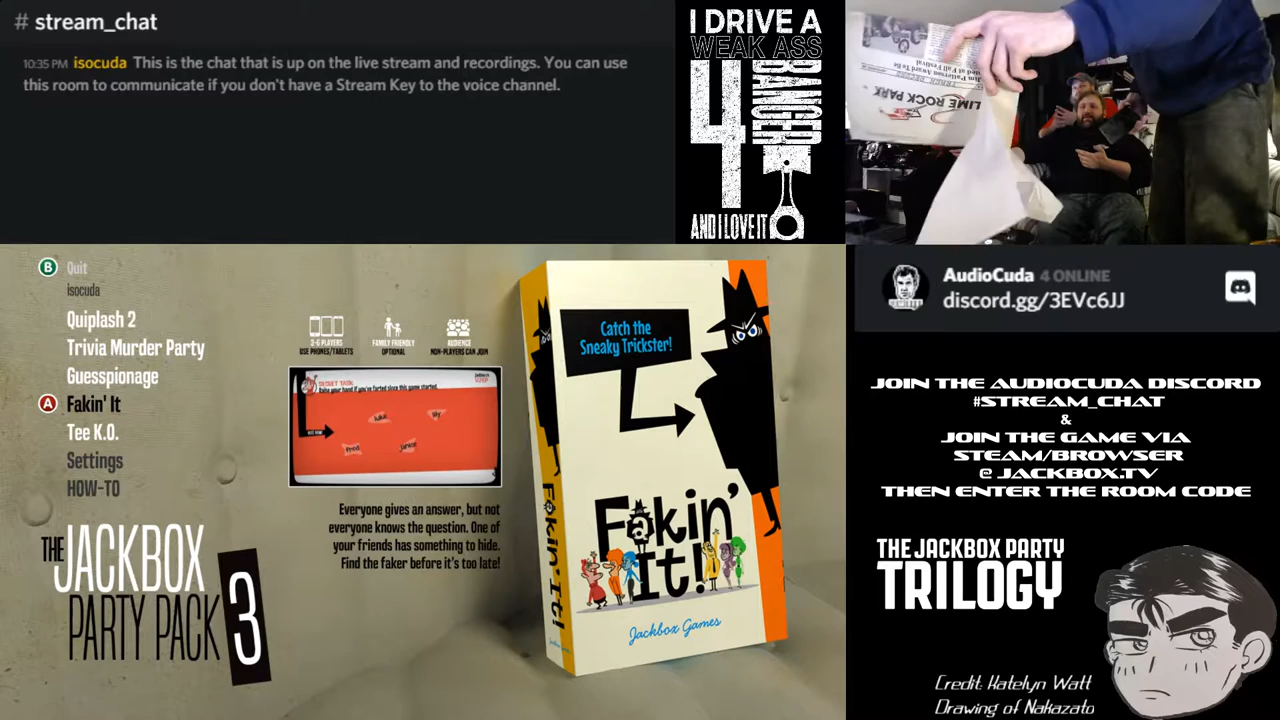 # stream_chat
10:35 PM isocuda This is the chat that is up on the live stream and recordings. You can use
this room to communicate if you don't have a Stream Key to the voice channel.
I DRIVE A
WEAK ASS
4 BANGER
AND I LOVE IT
LIME ROCK PARK
AudioCuda 4 ONLINE
discord.gg/3EVc6JJ
B Quit
isocuda
Quiplash 2
Trivia Murder Party
Guesspionage
A Fakin' It
Tee K.O.
Settings
HOW-TO
THE JACKBOX
PARTY PACK 3
3-6 PLAYERS
USE PHONES/TABLETS
FAMILY FRIENDLY
OPTIONAL
AUDIENCE
NON-PLAYERS CAN JOIN
SECRET TASK:
Raise your hand if you've farted since this game started.
Everyone gives an answer, but not
everyone knows the question. One of
your friends has something to hide.
Find the faker before it's too late!
Catch the
Sneaky Trickster!
Fakin'
It!
Jackbox Games
Fakin' It!
JOIN THE AUDIOCUDA DISCORD
#STREAM_CHAT
&
JOIN THE GAME VIA
STEAM/BROWSER
@ JACKBOX.TV
THEN ENTER THE ROOM CODE
THE JACKBOX PARTY
TRILOGY
Credit: Katelyn Watt
Drawing of Nakazato